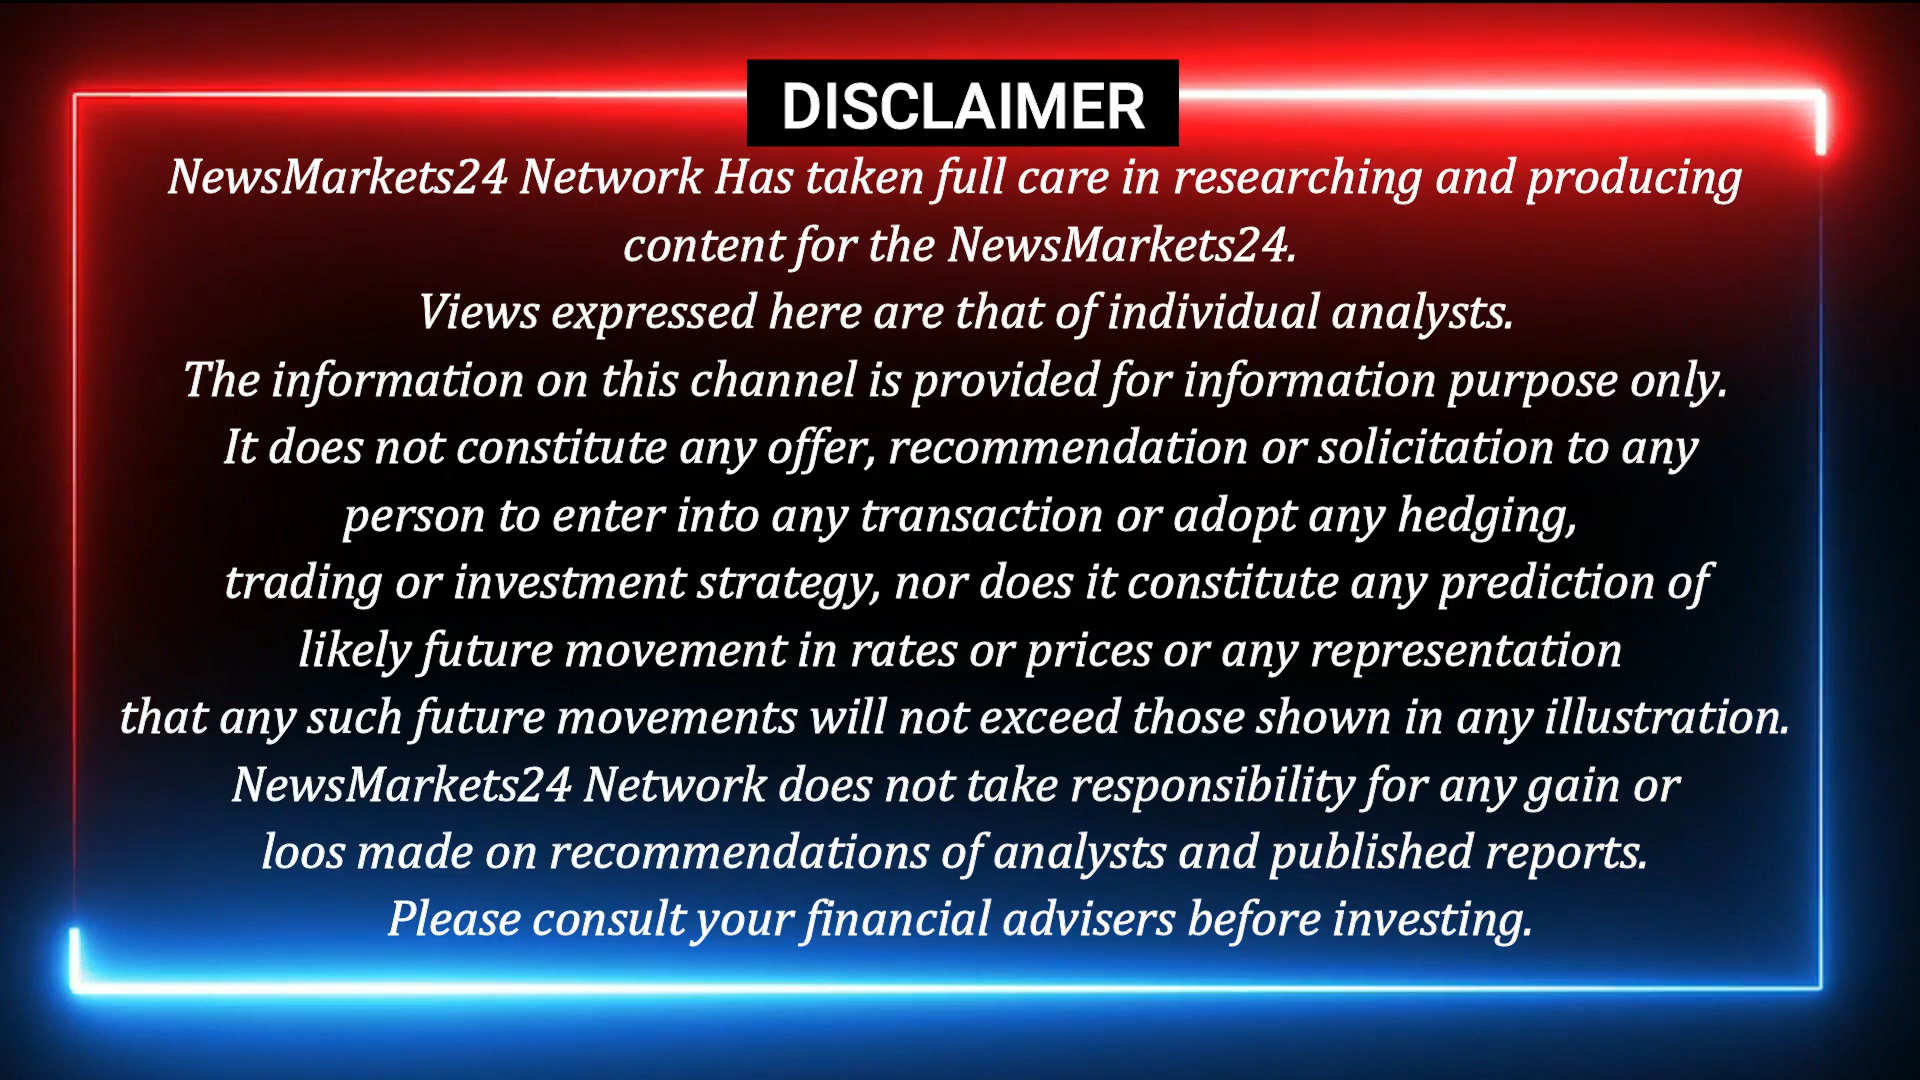 DISCLAIMER
NewsMarkets24 Network Has taken full care in researching and producing
content for the NewsMarkets24.
Views expressed here are that of individual analysts.
The information on this channel is provided for information purpose only.
It does not constitute any offer, recommendation or solicitation to any
person to enter into any transaction or adopt any hedging,
trading or investment strategy, nor does it constitute any prediction of
likely future movement in rates or prices or any representation
that any such future movements will not exceed those shown in any illustration.
NewsMarkets24 Network does not take responsibility for any gain or
loos made on recommendations of analysts and published reports.
Please consult your financial advisers before investing.